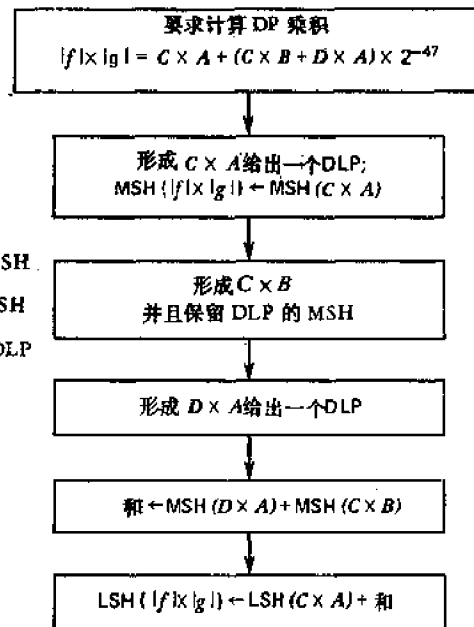 要求计算 DP 乘积
|f|×|g| = C × A + (C × B + D × A) × 2⁻⁴⁷
形成 C × A给出一个DLP;
MSH (|f|×|g|) ← MSH (C × A)
SH
SH
DLP
形成 C × B
并且保留 DLP 的 MSH
形成 D × A给出一个DLP
和←MSH (D × A) + MSH (C × B)
LSH (|f|×|g|) ← LSH (C × A) + 和